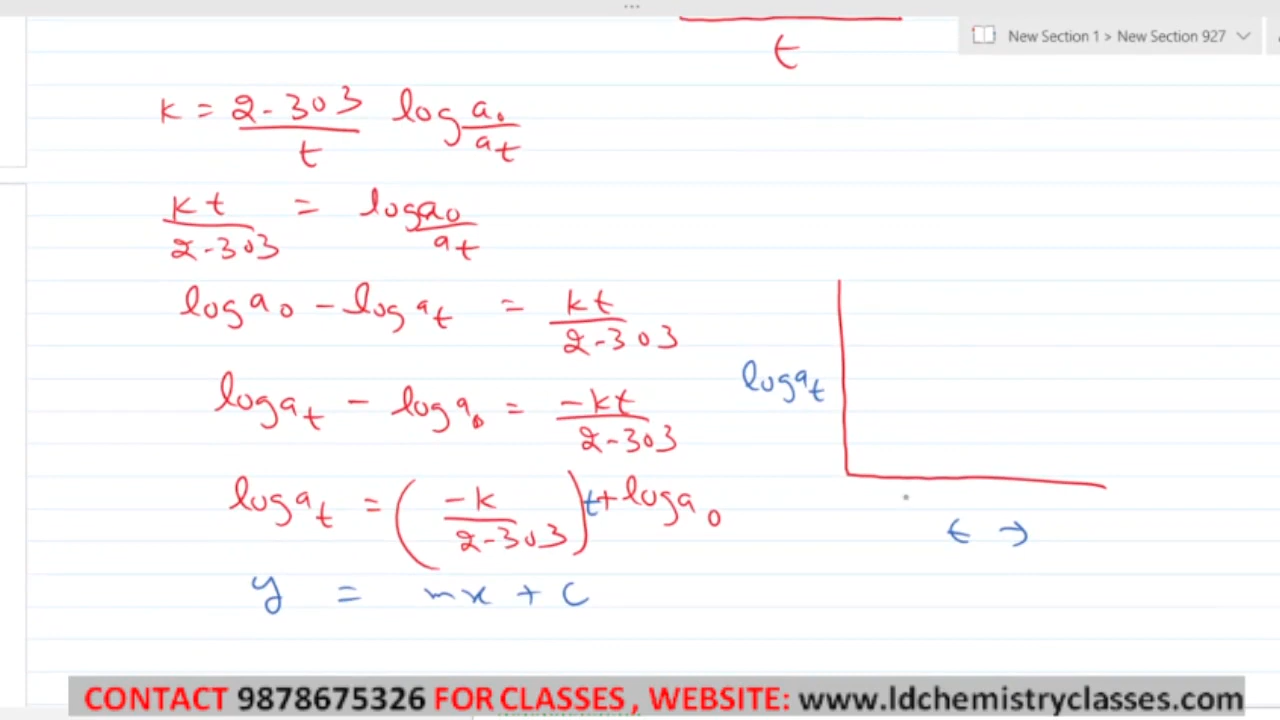 ...
t
New Section 1 > New Section 927
k = 2-303/t log a₀/aₜ
kt/2-303 = log a₀/aₜ
log a₀ - log aₜ = kt/2-303
log aₜ - log a₀ = -kt/2-303
log aₜ
log aₜ = (-k/2-303) t + log a₀
t →
y = mx + c
CONTACT 9878675326 FOR CLASSES , WEBSITE: www.ldchemistryclasses.com